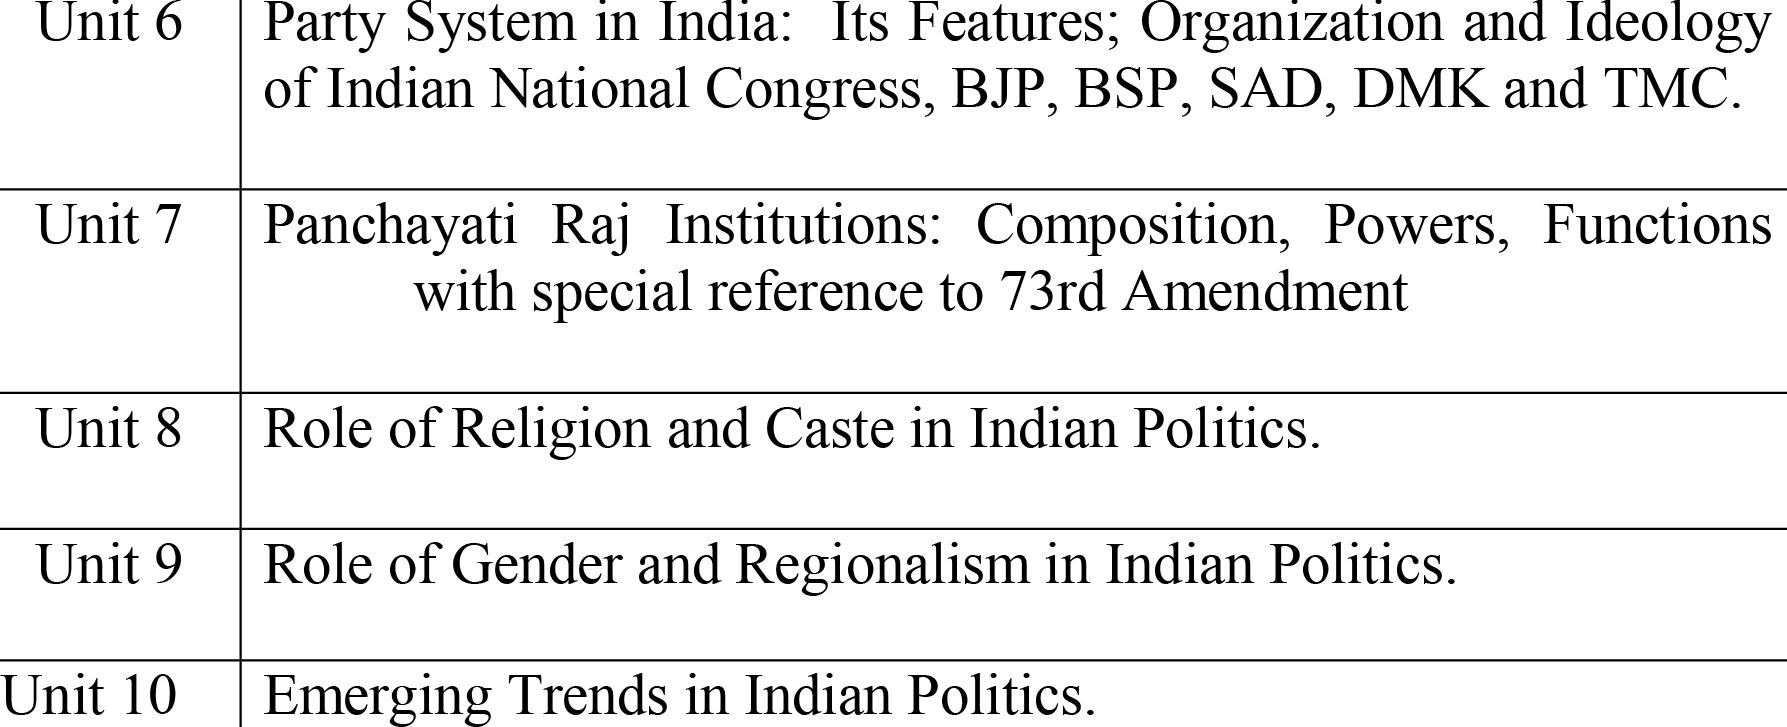 Unit 6 Party System in India: Its Features; Organization and Ideology
of Indian National Congress, BJP, BSP, SAD, DMK and TMC.
Unit 7 Panchayati Raj Institutions: Composition, Powers, Functions
with special reference to 73rd Amendment
Unit 8 Role of Religion and Caste in Indian Politics.
Unit 9 Role of Gender and Regionalism in Indian Politics.
Unit 10 Emerging Trends in Indian Politics.